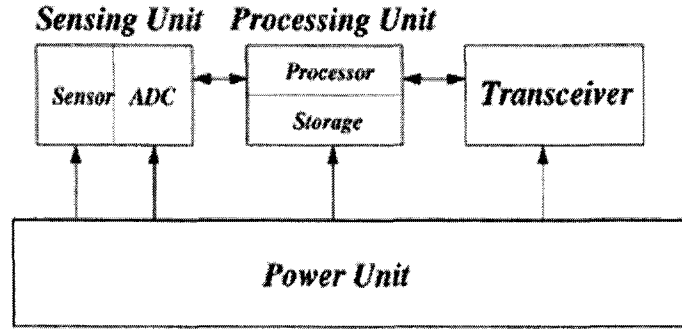 Sensing Unit Processing Unit
Sensor ADC Processor Transceiver
Storage
Power Unit